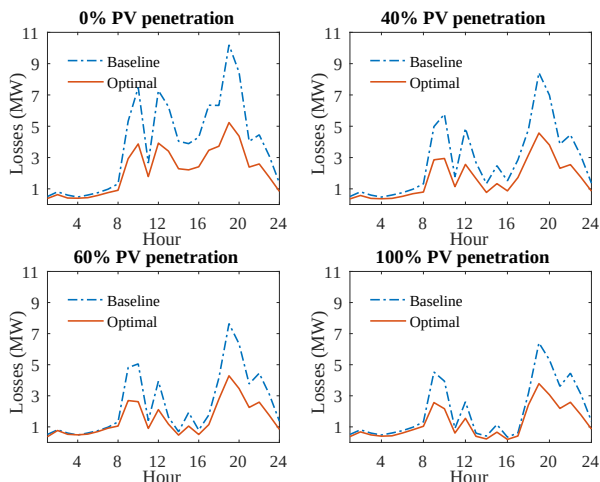 0% PV penetration
11
9
7
5
3
1
Losses (MW)
Baseline
Optimal
4 8 12 16 20 24
Hour
40% PV penetration
11
9
7
5
3
1
Losses (MW)
Baseline
Optimal
4 8 12 16 20 24
Hour
60% PV penetration
11
9
7
5
3
1
Losses (MW)
Baseline
Optimal
4 8 12 16 20 24
Hour
100% PV penetration
11
9
7
5
3
1
Losses (MW)
Baseline
Optimal
4 8 12 16 20 24
Hour